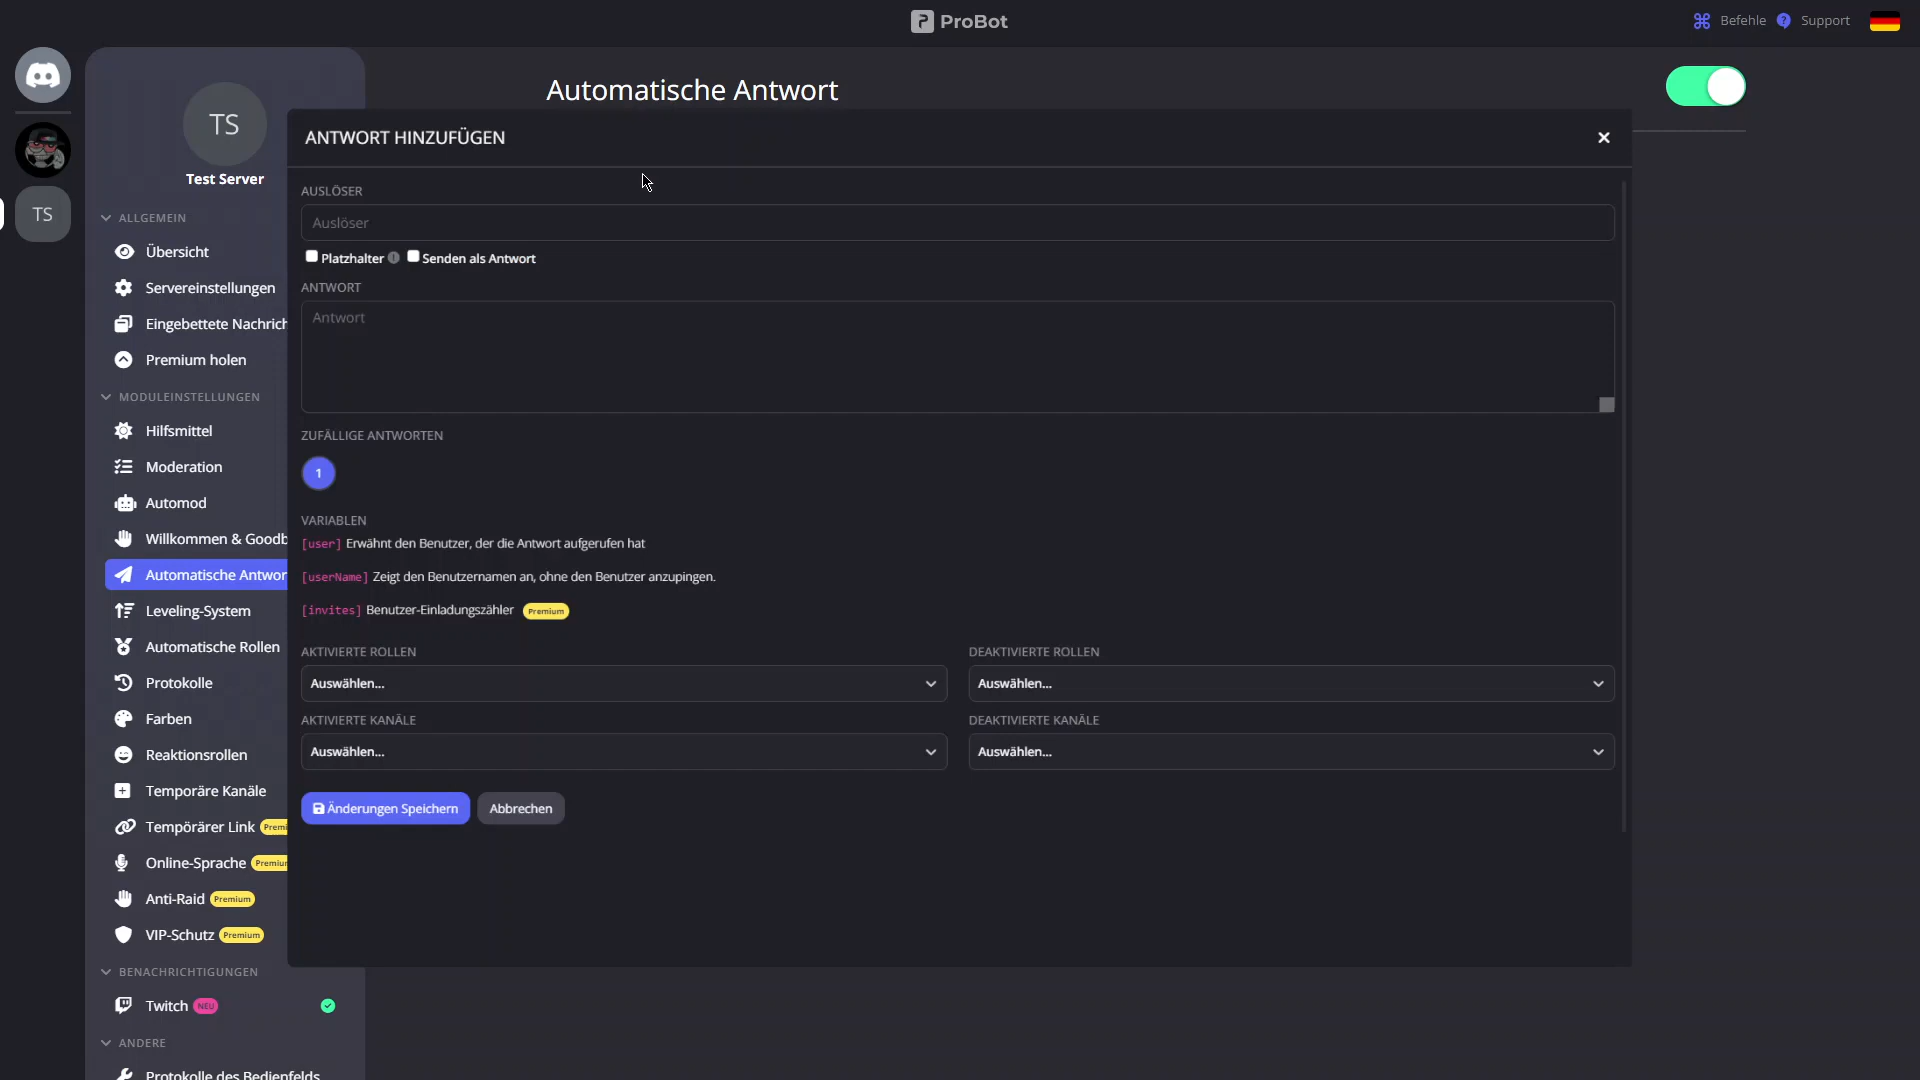 ProBot
Befehle
Support
TS
Test Server
TS
ALLGEMEIN
Übersicht
Servereinstellungen
Eingebettete Nachrich
Premium holen
MODULEINSTELLUNGEN
Hilfsmittel
Moderation
Automod
Willkommen & Goodb
Automatische Antwor
Leveling-System
Automatische Rollen
Protokolle
Farben
Reaktionsrollen
Temporäre Kanäle
Tempörärer Link Premi
Online-Sprache Premiun
Anti-Raid Premium
VIP-Schutz Premium
BENACHRICHTIGUNGEN
Twitch NEU
ANDERE
Protokolle des Bedienfelds
Automatische Antwort
ANTWORT HINZUFÜGEN
AUSLÖSER
Auslöser
Platzhalter Senden als Antwort
ANTWORT
Antwort
ZUFÄLLIGE ANTWORTEN
1
VARIABLEN
[user] Erwähnt den Benutzer, der die Antwort aufgerufen hat
[userName] Zeigt den Benutzernamen an, ohne den Benutzer anzupingen.
[invites] Benutzer-Einladungszähler Premium
AKTIVIERTE ROLLEN
Auswählen...
DEAKTIVIERTE ROLLEN
Auswählen...
AKTIVIERTE KANÄLE
Auswählen...
DEAKTIVIERTE KANÄLE
Auswählen...
Änderungen Speichern
Abbrechen